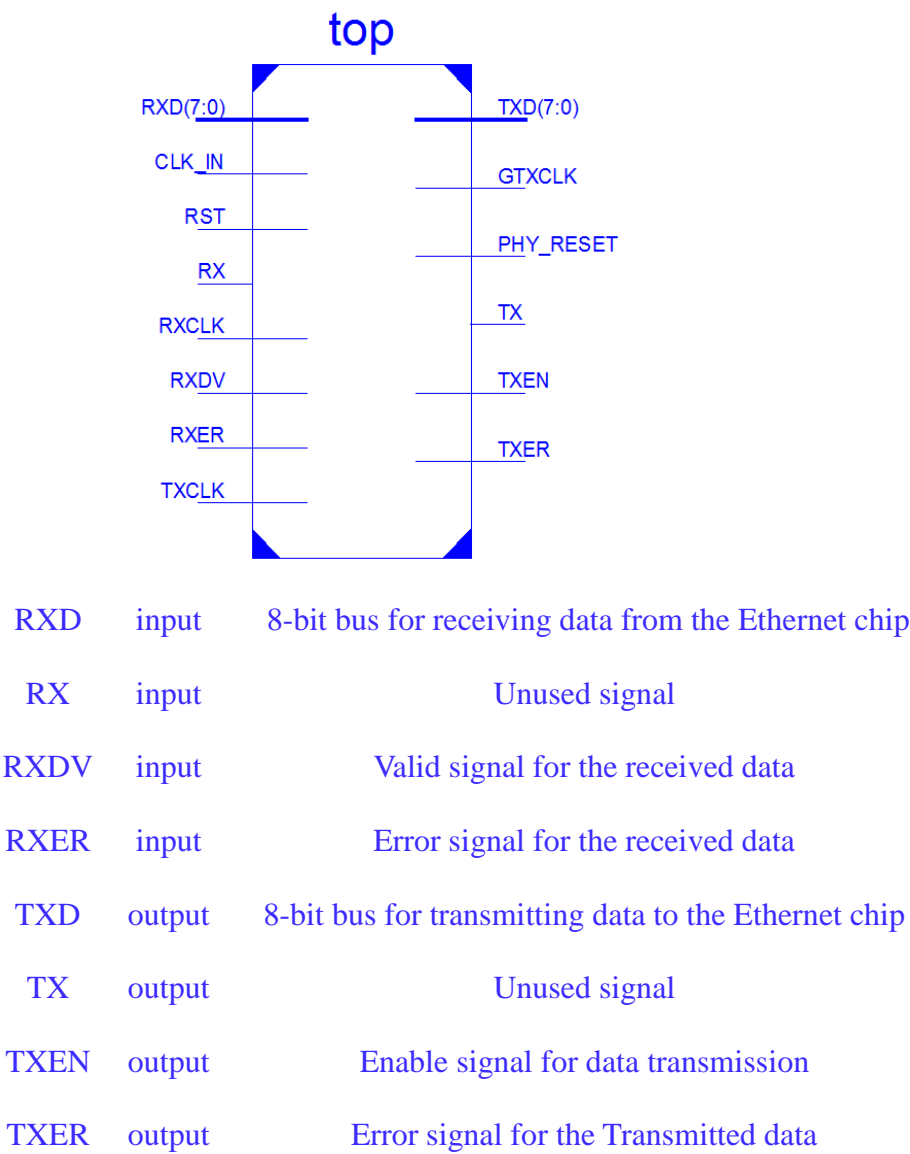 top
RXD(7:0) TXD(7:0)
CLK_IN GTXCLK
RST PHY_RESET
RX TX
RXCLK TXEN
RXDV TXER
RXER
TXCLK
RXD input 8-bit bus for receiving data from the Ethernet chip
RX input Unused signal
RXDV input Valid signal for the received data
RXER input Error signal for the received data
TXD output 8-bit bus for transmitting data to the Ethernet chip
TX output Unused signal
TXEN output Enable signal for data transmission
TXER output Error signal for the Transmitted data